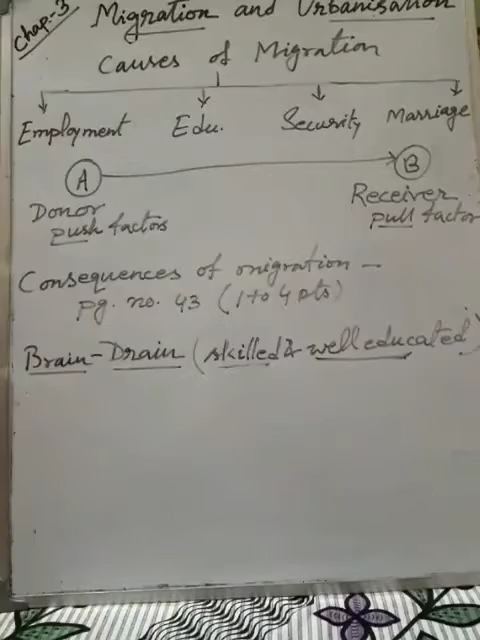 Chap:-3 Migration and Urbanisation
Causes of Migration
Employment Edu. Security Marriage
A B
Donor Receiver
push factors pull factor
Consequences of migration —
pg. no. 43 (1 to 4 pts)
Brain-Drain (skilled & well educated)